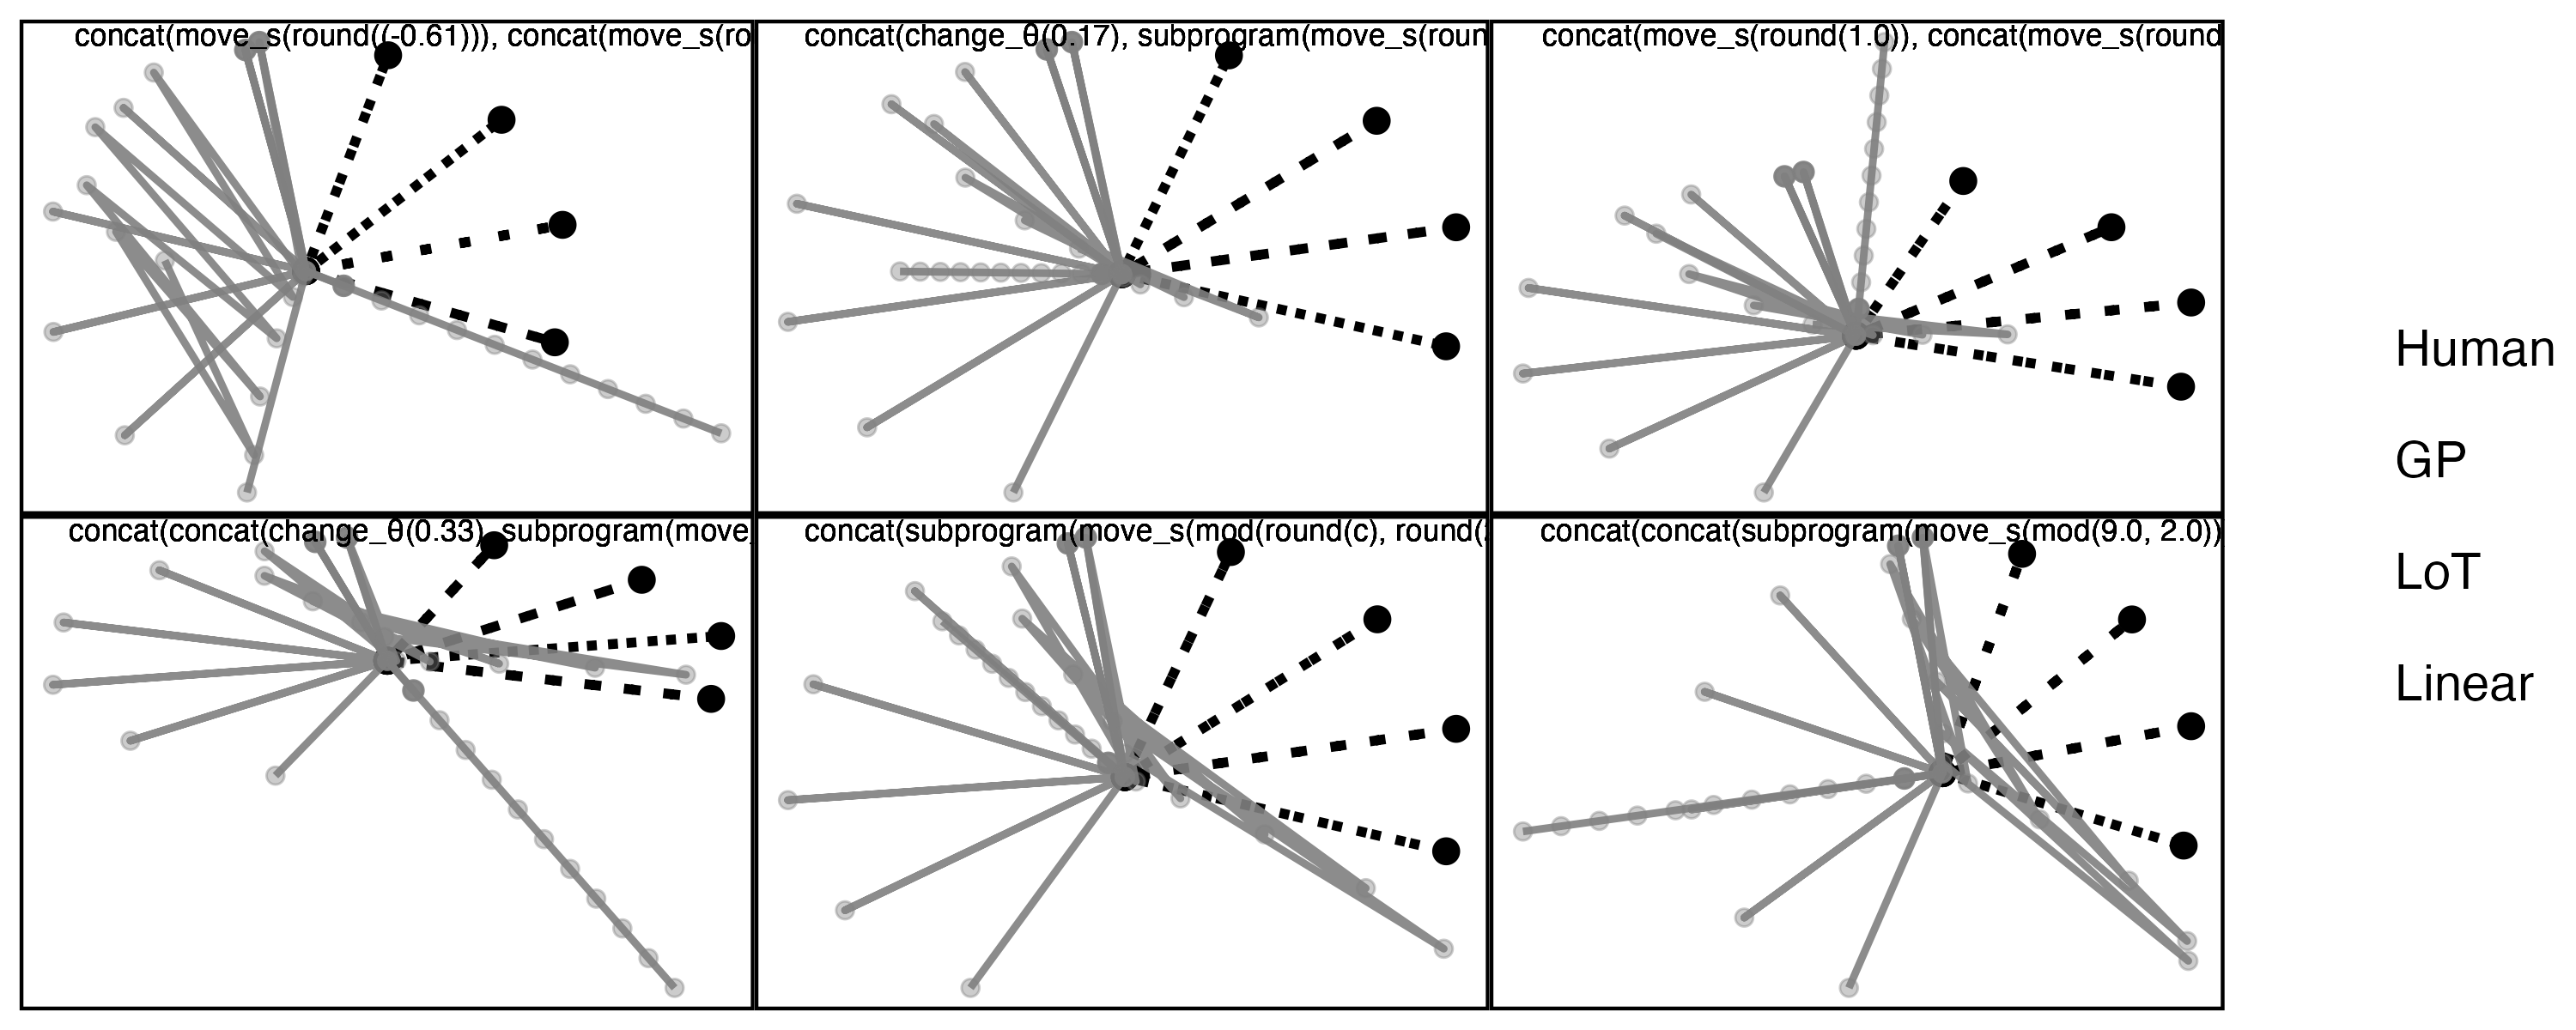 concat(move_s(round((-0.61))), concat(move_s(ro
concat(change_θ(0.17), subprogram(move_s(roun
concat(move_s(round(1.0)), concat(move_s(round
concat(concat(change_θ(0.33), subprogram(move_
concat(subprogram(move_s(mod(round(c), round(
concat(concat(subprogram(move_s(mod(9.0, 2.0))
Human
GP
LoT
Linear